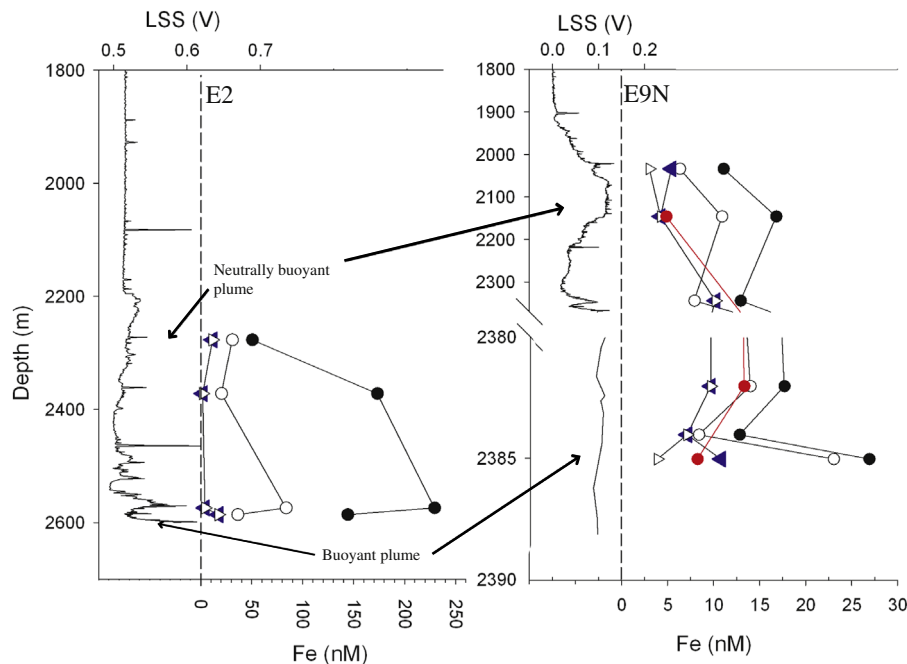 LSS (V)
0.5 0.6 0.7
1800
2000
2200
2400
2600
Depth (m)
E2
Neutrally buoyant
plume
Buoyant plume
0 50 100 150 200 250
Fe (nM)
LSS (V)
0.0 0.1 0.2
1800
1900
2000
2100
2200
2300
2380
2385
2390
E9N
0 5 10 15 20 25 30
Fe (nM)